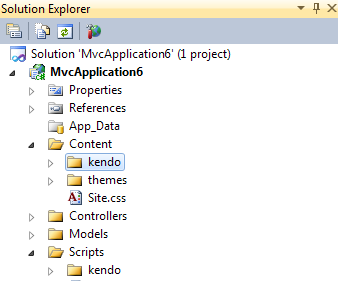 Solution Explorer
Solution 'MvcApplication6' (1 project)
MvcApplication6
Properties
References
App_Data
Content
kendo
themes
Site.css
Controllers
Models
Scripts
kendo